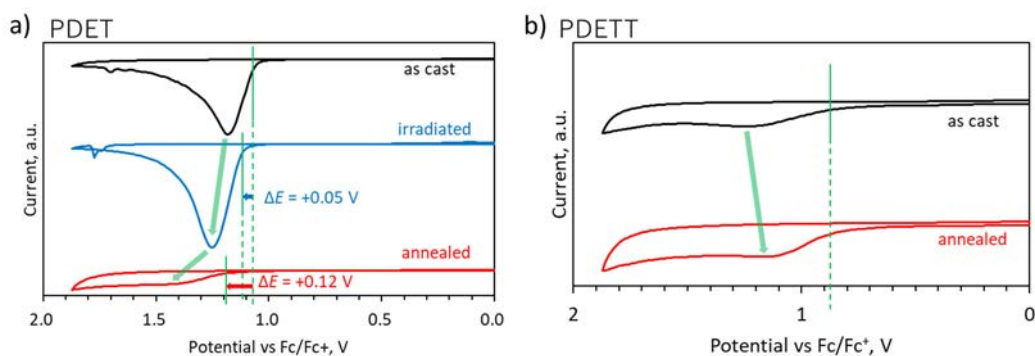 a) PDET
Current, a.u.
as cast
irradiated
ΔE = +0.05 V
annealed
ΔE = +0.12 V
2.0 1.5 1.0 0.5 0.0
Potential vs Fc/Fc+, V
b) PDETT
Current, a.u.
as cast
annealed
2 1 0
Potential vs Fc/Fc⁺, V